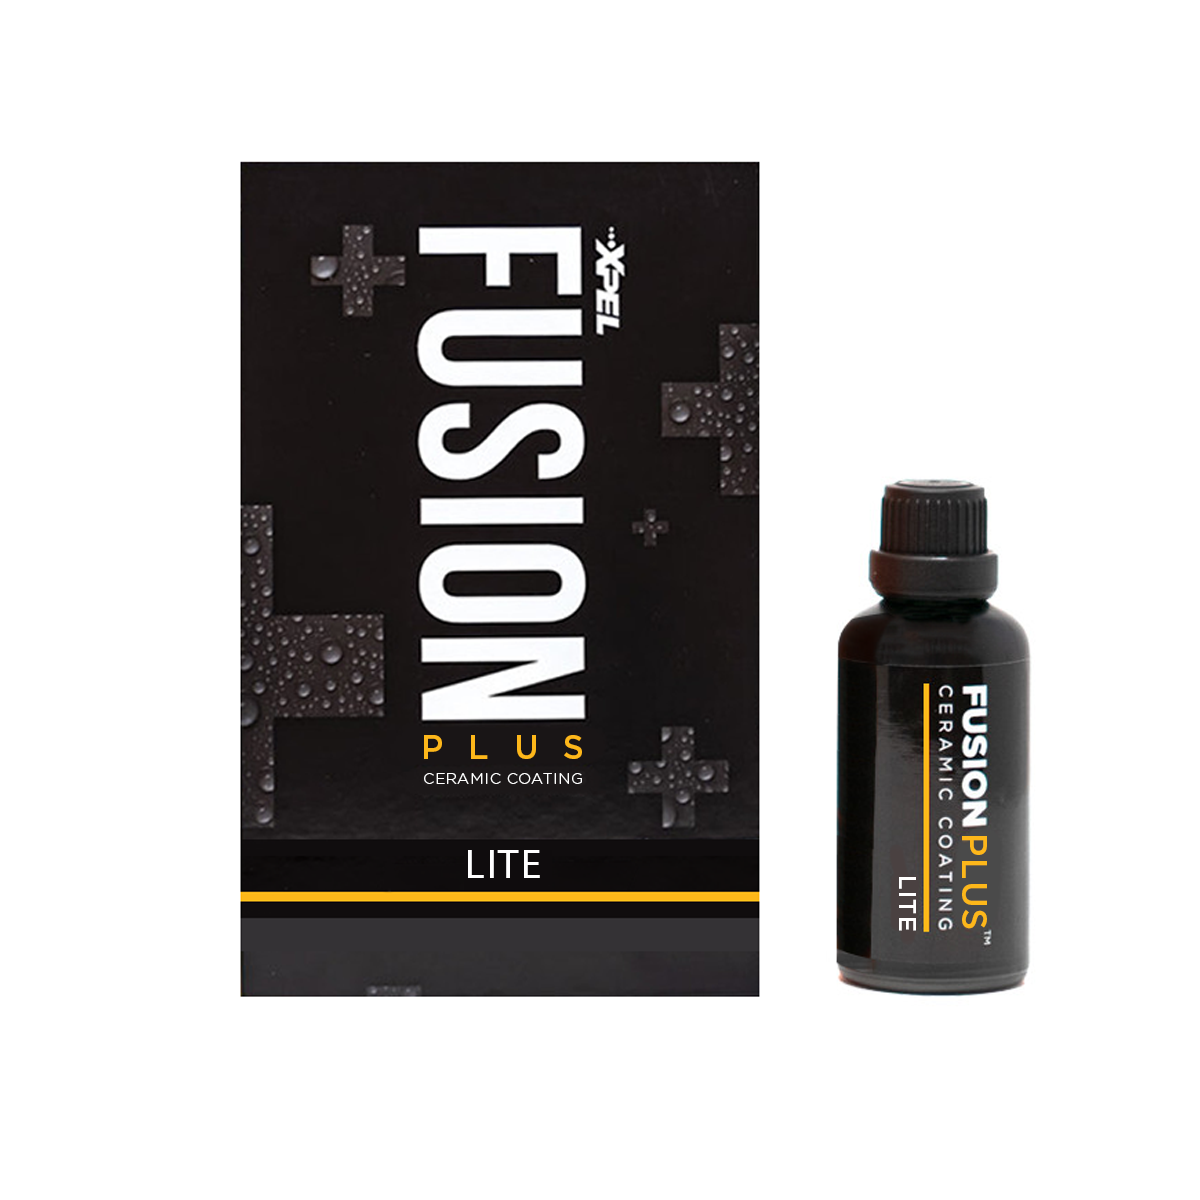 XPEL
FUSION
PLUS
CERAMIC COATING
LITE
FUSION PLUS™
CERAMIC COATING
LITE